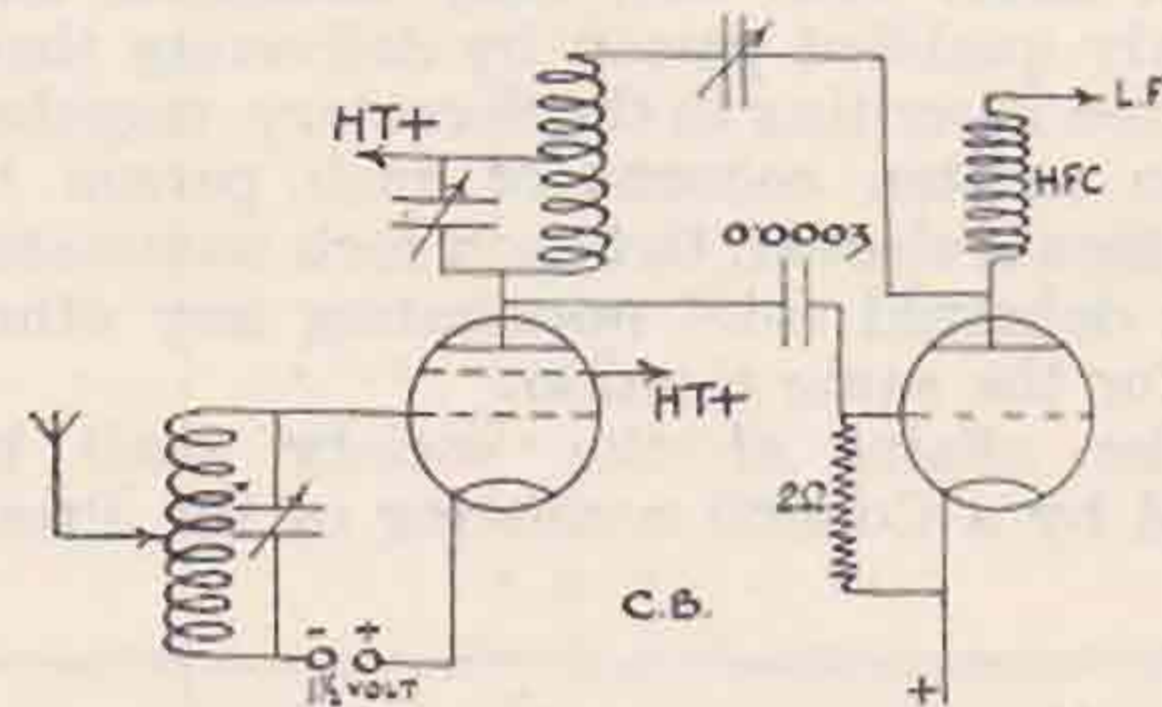 HT+
L.F
HFC
0.0003
HT+
2Ω
C.B.
- +
1½ VOLT
+